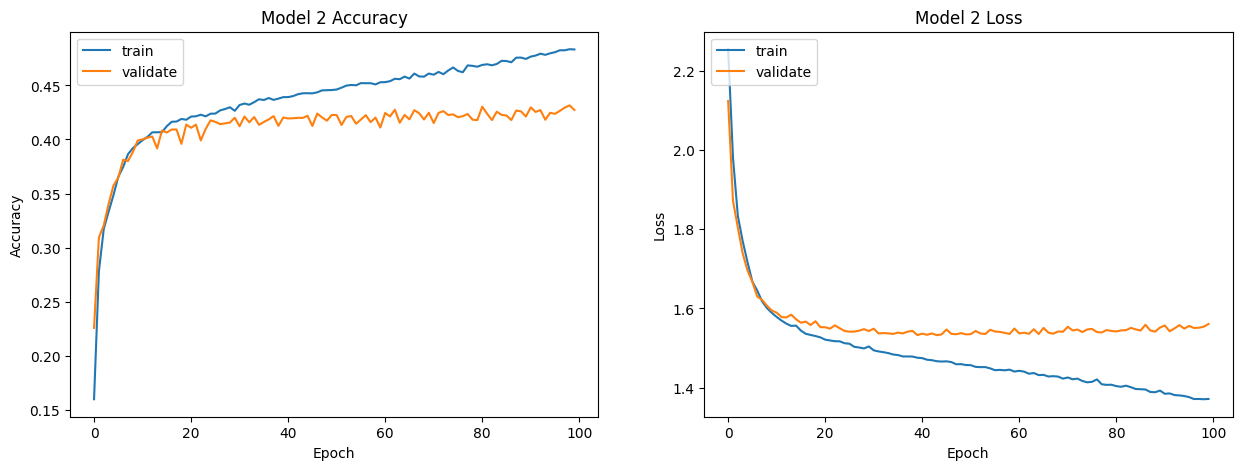 Model 2 Accuracy
train
validate
0.45
0.40
0.35
0.30
0.25
0.20
0.15
0 20 40 60 80 100
Accuracy
Epoch
Model 2 Loss
train
validate
2.2
2.0
1.8
1.6
1.4
0 20 40 60 80 100
Loss
Epoch